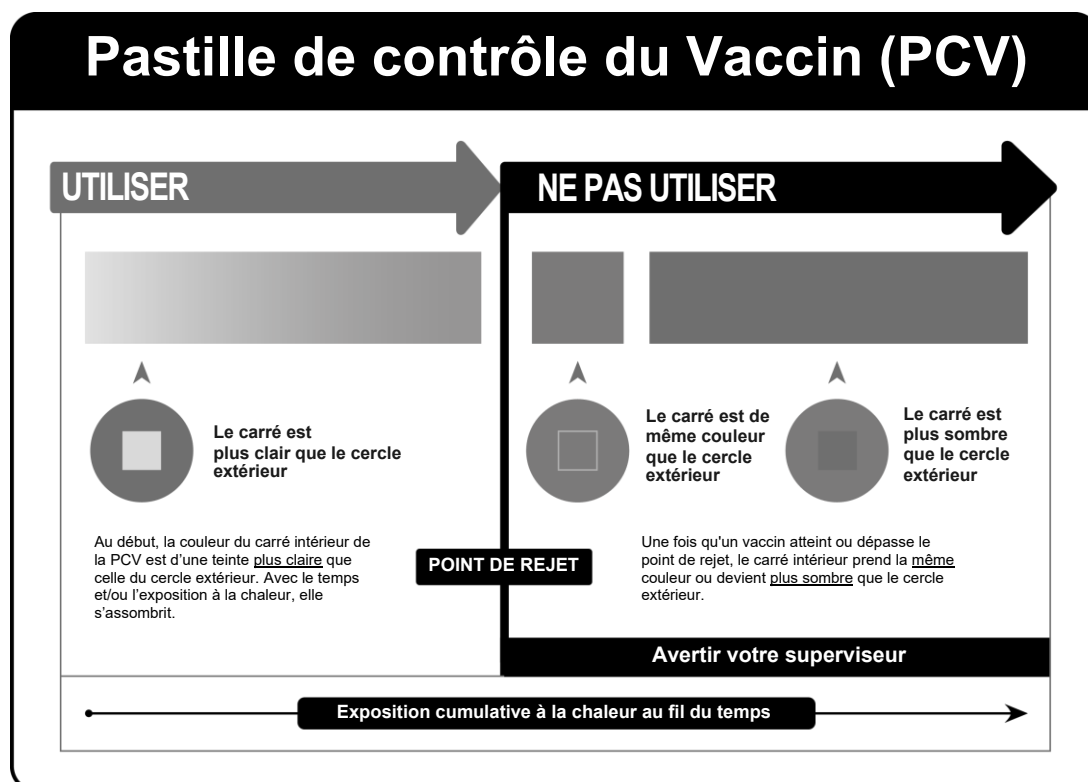 Pastille de contrôle du Vaccin (PCV)
UTILISER
NE PAS UTILISER
Le carré est
plus clair que le cercle
extérieur
Le carré est de
même couleur
que le cercle
extérieur
Le carré est
plus sombre
que le cercle
extérieur
Au début, la couleur du carré intérieur de
la PCV est d'une teinte plus claire que
celle du cercle extérieur. Avec le temps
et/ou l’exposition à la chaleur, elle
s’assombrit.
POINT DE REJET
Une fois qu'un vaccin atteint ou dépasse le
point de rejet, le carré intérieur prend la même
couleur ou devient plus sombre que le cercle
extérieur.
Avertir votre superviseur
Exposition cumulative à la chaleur au fil du temps